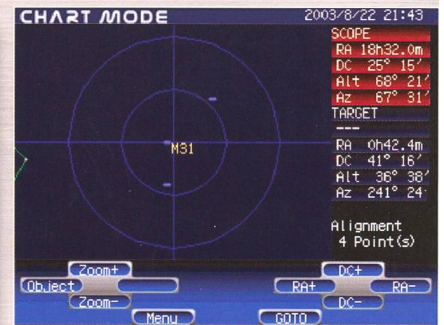 CHART MODE
2003/8/22 21:43
SCOPE
RA 18h32.0m
DC 25° 15′
Alt 68° 21′
Az 67° 31′
TARGET
---
RA 0h42.4m
DC 41° 16′
Alt 36° 38′
Az 241° 24′
M31
Alignment
4 Point(s)
Zoom+
Object
Zoom-
Menu
DC+
RA+ RA-
DC-
GOTO